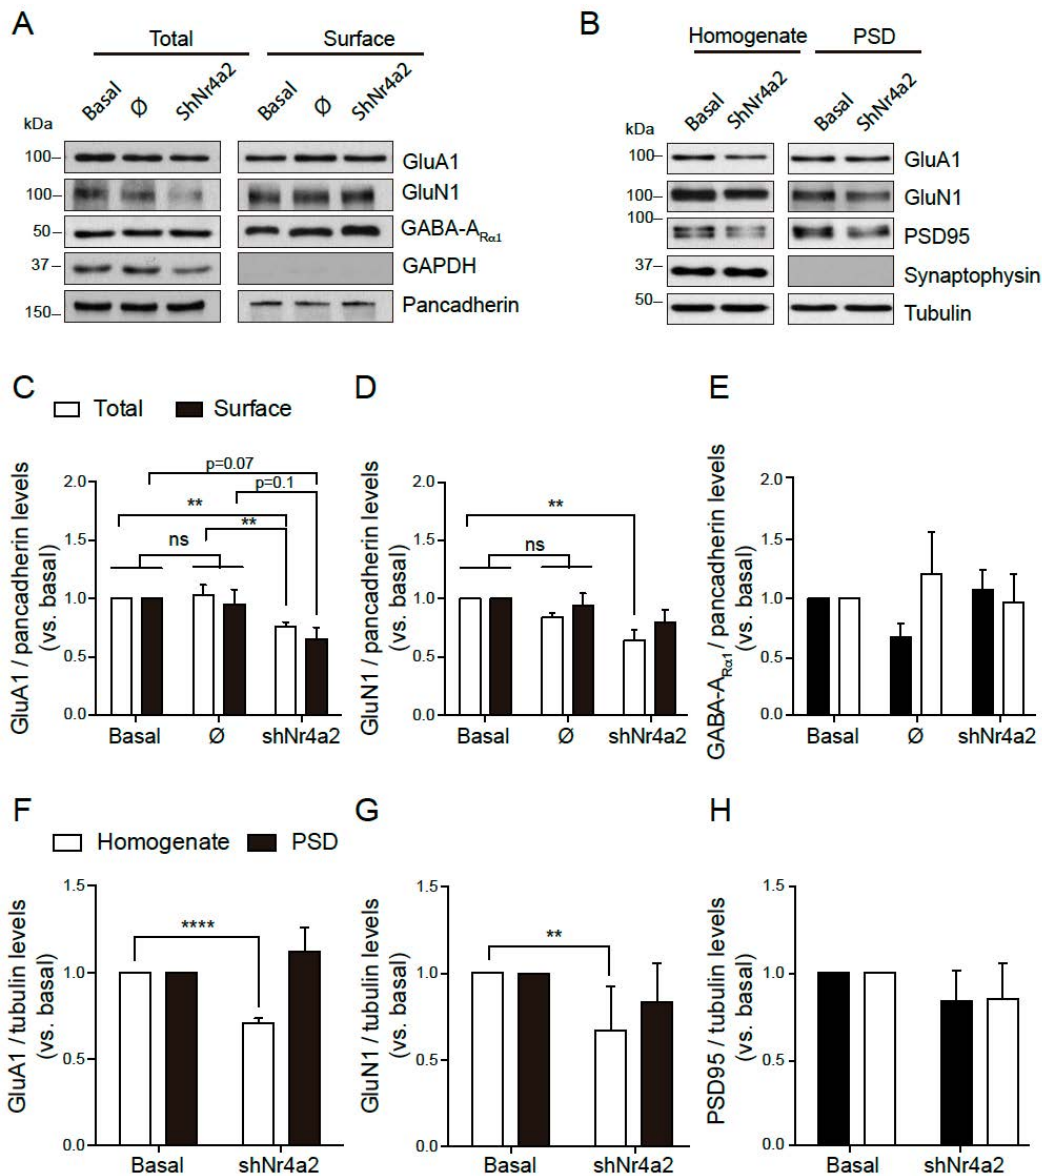 A
Total Surface
Basal Ø ShNr4a2 Basal Ø ShNr4a2
kDa
100 GluA1
100 GluN1
50 GABA-A Rα1
37 GAPDH
150 Pancadherin
B
Homogenate PSD
Basal ShNr4a2 Basal ShNr4a2
kDa
100 GluA1
100 GluN1
100 PSD95
37 Synaptophysin
50 Tubulin
C
Total Surface
GluA1 / pancadherin levels
(vs. basal)
2.0
1.5
1.0
0.5
0.0
p=0.07
p=0.1
**
**
ns
Basal Ø shNr4a2
D
GluN1 / pancadherin levels
(vs. basal)
2.0
1.5
1.0
0.5
0.0
**
ns
Basal Ø shNr4a2
E
GABA-A Rα1 / pancadherin levels
(vs. basal)
2.0
1.5
1.0
0.5
0.0
Basal Ø shNr4a2
F
Homogenate PSD
GluA1 / tubulin levels
(vs. basal)
1.5
1.0
0.5
0.0
****
Basal shNr4a2
G
GluN1 / tubulin levels
(vs. basal)
1.5
1.0
0.5
0.0
**
Basal shNr4a2
H
PSD95 / tubulin levels
(vs. basal)
1.5
1.0
0.5
0.0
Basal shNr4a2